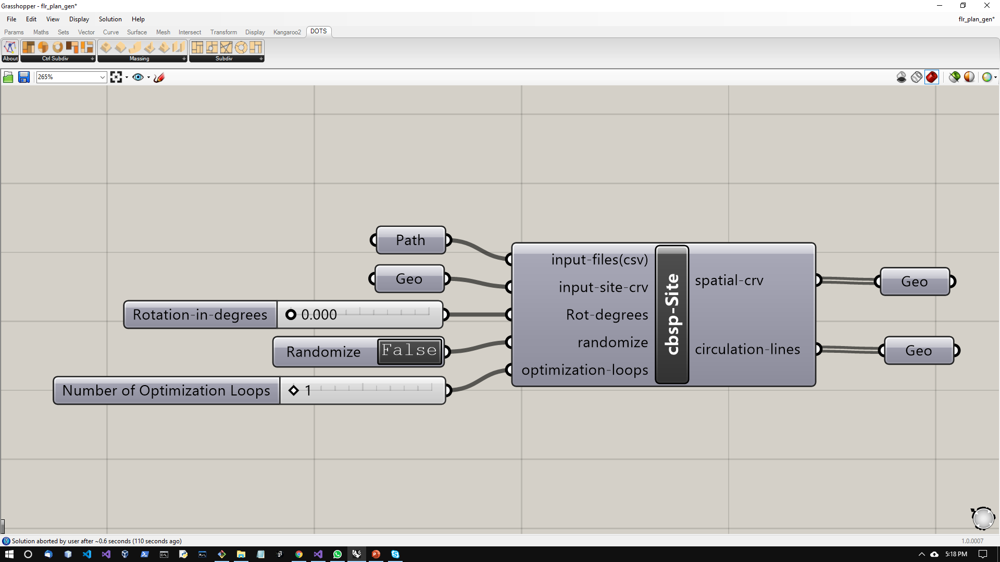 Grasshopper - flr_plan_gen*
File Edit View Display Solution Help flr_plan_gen*
Params Maths Sets Vector Curve Surface Mesh Intersect Transform Display Kangaroo2 DOTS
About Ctrl Subdiv Massing Subdiv
265%
Path
input-files(csv)
Geo
input-site-crv
spatial-crv
Geo
Rotation-in-degrees 0.000
Rot-degrees
cbsp-Site
Randomize False
randomize
circulation-lines
Geo
Number of Optimization Loops 1
optimization-loops
Solution aborted by user after ~0.6 seconds (110 seconds ago) 1.0.0007
5:18 PM